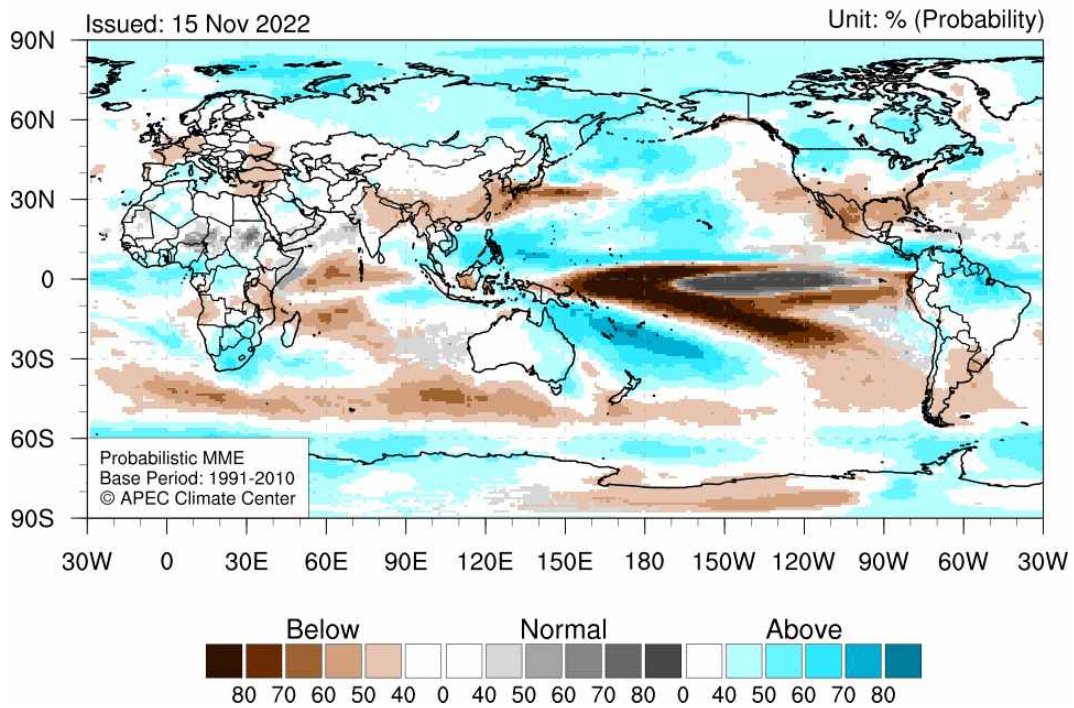 Issued: 15 Nov 2022 Unit: % (Probability)
90N
60N
30N
0
30S
60S
90S
Probabilistic MME
Base Period: 1991-2010
© APEC Climate Center
30W 0 30E 60E 90E 120E 150E 180 150W 120W 90W 60W 30W
Below Normal Above
80 70 60 50 40 0 40 50 60 70 80 0 40 50 60 70 80